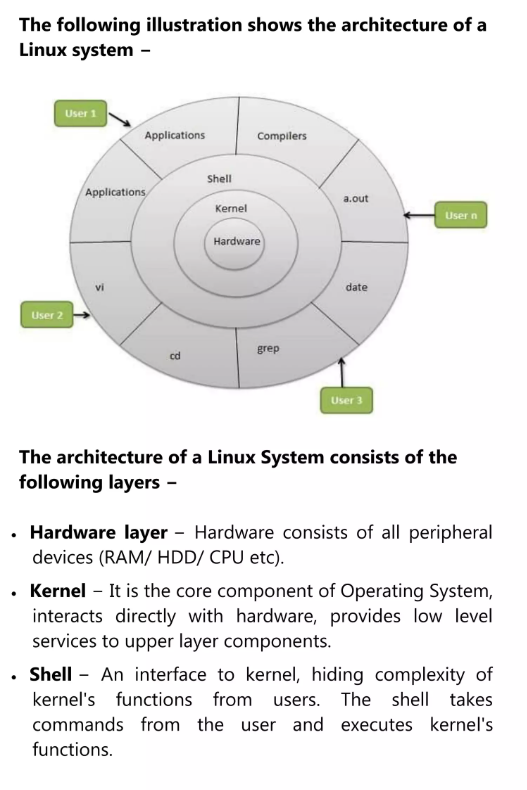 The following illustration shows the architecture of a
Linux system –
User 1
Applications
Compilers
Shell
Applications
a.out
Kernel
User n
Hardware
vi
date
User 2
cd
grep
User 3
The architecture of a Linux System consists of the
following layers –
• Hardware layer – Hardware consists of all peripheral
devices (RAM/ HDD/ CPU etc).
• Kernel – It is the core component of Operating System,
interacts directly with hardware, provides low level
services to upper layer components.
• Shell – An interface to kernel, hiding complexity of
kernel's functions from users. The shell takes
commands from the user and executes kernel's
functions.